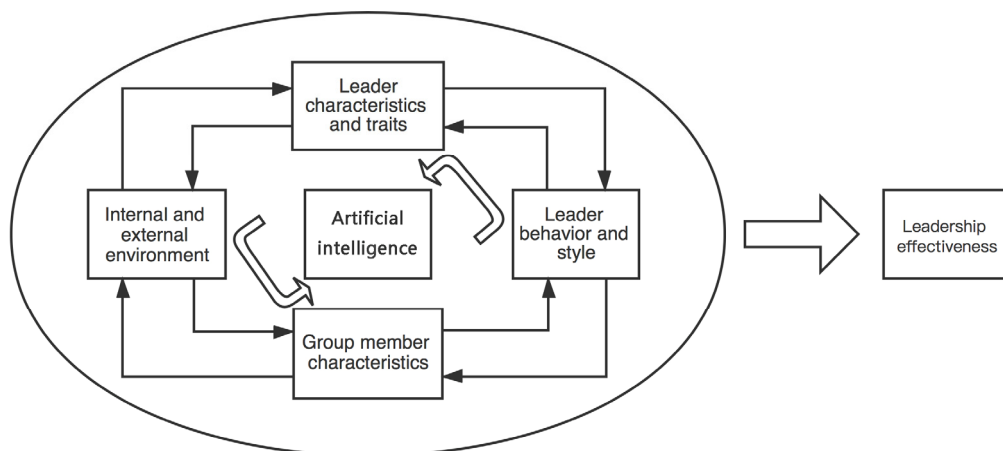 Leader
characteristics
and traits
Internal and
external
environment
Artificial
intelligence
Leader
behavior and
style
Group member
characteristics
Leadership
effectiveness